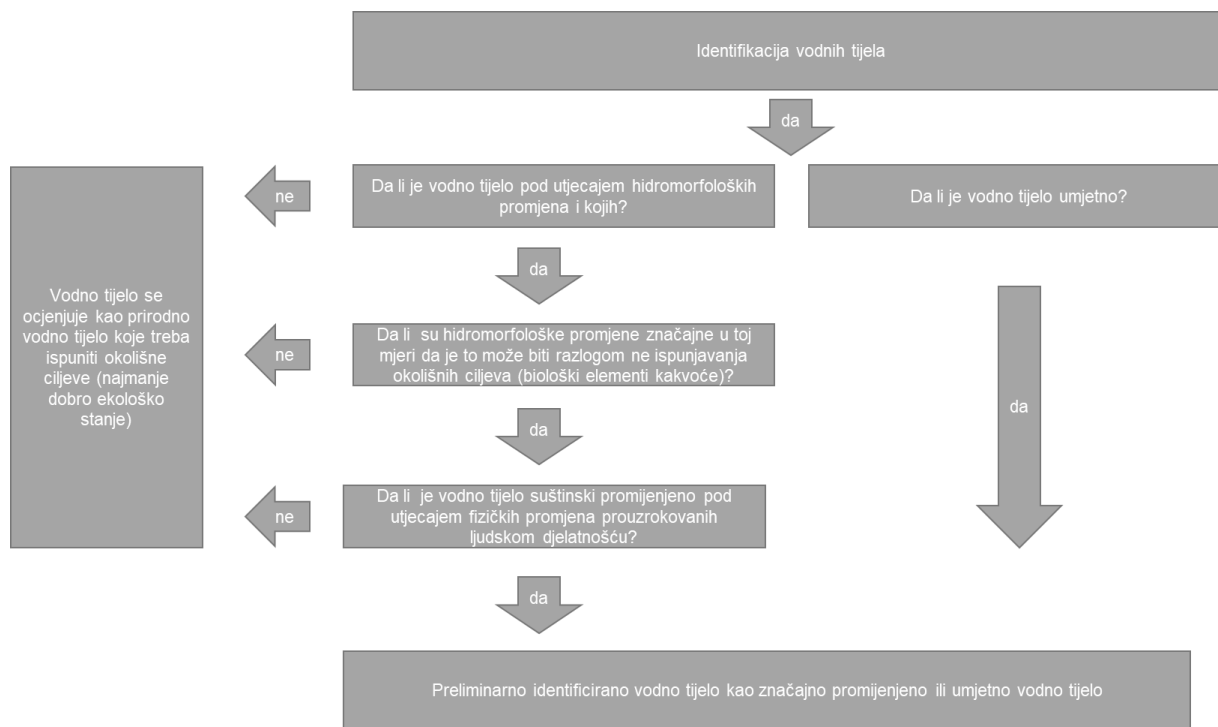 Identifikacija vodnih tijela
da
ne
Da li je vodno tijelo pod utjecajem hidromorfoloških
promjena i kojih?
Da li je vodno tijelo umjetno?
da
Vodno tijelo se
ocjenjuje kao prirodno
vodno tijelo koje treba
ispuniti okolišne
ciljeve (najmanje
dobro ekološko
stanje)
ne
Da li su hidromorfološke promjene značajne u toj
mjeri da je to može biti razlogom ne ispunjavanja
okolišnih ciljeva (biološki elementi kakvoće)?
da
da
ne
Da li je vodno tijelo suštinski promijenjeno pod
utjecajem fizičkih promjena prouzrokovanih
ljudskom djelatnošću?
da
Preliminarno identificirano vodno tijelo kao značajno promijenjeno ili umjetno vodno tijelo